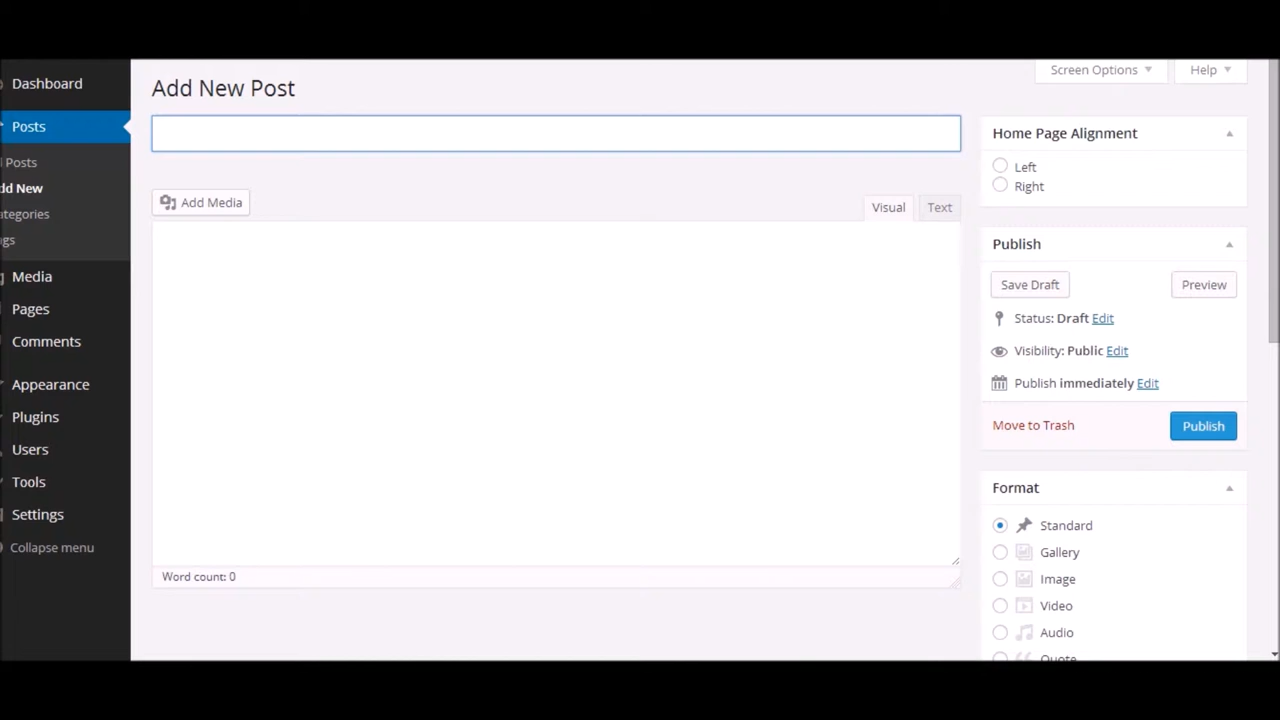 Dashboard
Posts
Posts
dd New
ategories
gs
Media
Pages
Comments
Appearance
Plugins
Users
Tools
Settings
Collapse menu
Screen Options
Help
Add New Post
Add Media
Visual
Text
Word count: 0
Home Page Alignment
Left
Right
Publish
Save Draft
Preview
Status: Draft Edit
Visibility: Public Edit
Publish immediately Edit
Move to Trash
Publish
Format
Standard
Gallery
Image
Video
Audio
Quote